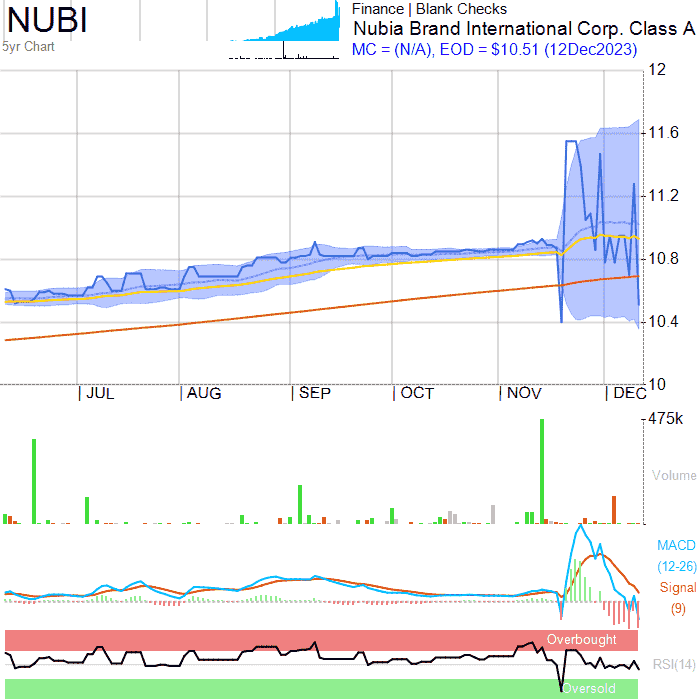 NUBI
5yr Chart
Finance | Blank Checks
Nubia Brand International Corp. Class A
MC = (N/A), EOD = $10.51 (12Dec2023)
12
11.6
11.2
10.8
10.4
10
| JUL | AUG | SEP | OCT | NOV | DEC
475k
Volume
MACD
(12-26)
Signal
(9)
Overbought
RSI(14)
Oversold